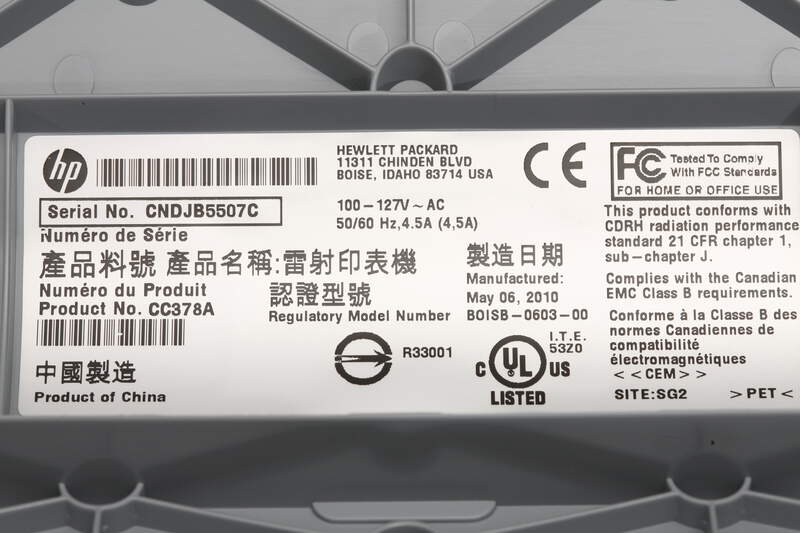 hp
HEWLETT PACKARD
11311 CHINDEN BLVD
BOISE, IDAHO 83714 USA
Serial No. CNDJB5507C
Numéro de Série
100-127V ~ AC
50/60 Hz,4.5A (4,5A)
CE
FC Tested To Comply
With FCC Standards
FOR HOME OR OFFICE USE
產品料號 產品名稱:雷射印表機
Numéro du Produit
Product No. CC378A
認證型號
Regulatory Model Number
製造日期
Manufactured:
May 06, 2010
BOISB-0603-00
This product conforms with
CDRH radiation performance
standard 21 CFR chapter 1,
sub-chapter J.
Complies with the Canadian
EMC Class B requirements.
Conforme à la Classe B des
normes Canadiennes de
compatibilité
électromagnétiques
<<CEM>>
SITE:SG2 >PET<
中國製造
Product of China
R33001
C UL US
LISTED
I.T.E.
53Z0